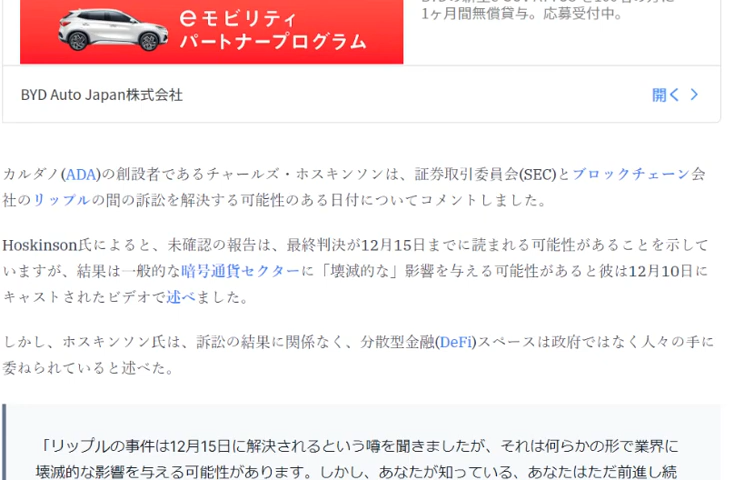 eモビリティ
パートナープログラム
1ヶ月間無償貸与。応募受付中。
BYD Auto Japan株式会社
開く
カルダノ(ADA)の創設者であるチャールズ・ホスキンソンは、証券取引委員会(SEC)とブロックチェーン会
社のリップルの間の訴訟を解決する可能性のある日付についてコメントしました。
Hoskinson氏によると、未確認の報告は、最終判決が12月15日までに読まれる可能性があることを示して
いますが、結果は一般的な暗号通貨セクターに「壊滅的な」影響を与える可能性があると彼は12月10日に
キャストされたビデオで述べました。
しかし、ホスキンソン氏は、訴訟の結果に関係なく、分散型金融(DeFi)スペースは政府ではなく人々の手に
委ねられていると述べた。
「リップルの事件は12月15日に解決されるという噂を聞きましたが、それは何らかの形で業界に
壊滅的な影響を与える可能性があります。しかし、あなたが知っている、あなたはただ前進し続